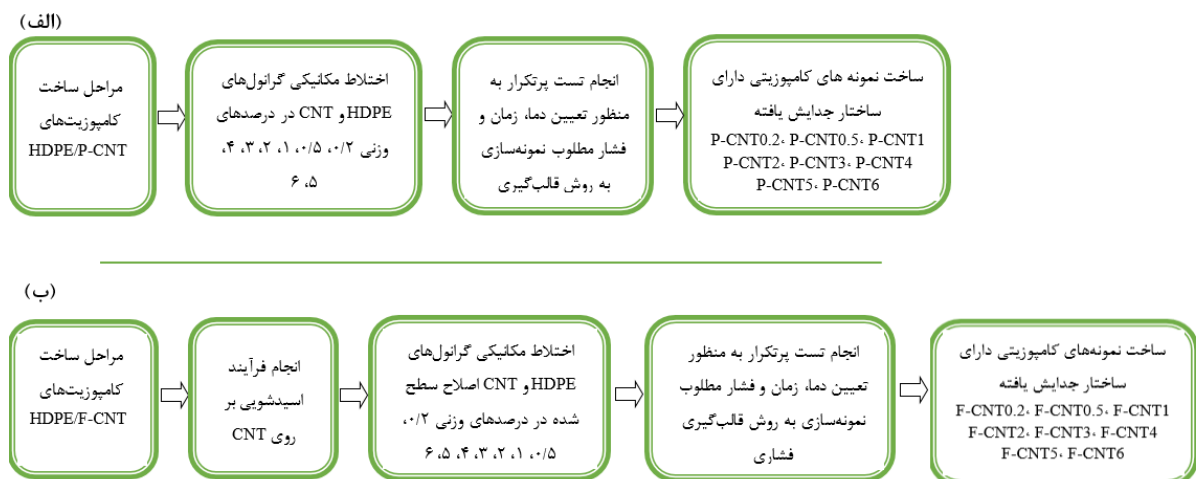 (الف)
مراحل ساخت
کامپوزیت‌های
HDPE/P-CNT
اختلاط مکانیکی گرانول‌های
HDPE و CNT در درصدهای
وزنی ۰/۲، ۰/۵، ۱، ۲، ۳، ۴،
۵، ۶
انجام تست پرتکرار به
منظور تعیین دما، زمان و
فشار مطلوب نمونه‌سازی
به روش قالب‌گیری
ساخت نمونه های کامپوزیتی دارای
ساختار جدایش یافته
P-CNT0.2، P-CNT0.5، P-CNT1
P-CNT2، P-CNT3، P-CNT4
P-CNT5، P-CNT6
(ب)
مراحل ساخت
کامپوزیت‌های
HDPE/F-CNT
انجام فرآیند
اسیدشویی بر
روی CNT
اختلاط مکانیکی گرانول‌های
HDPE و CNT اصلاح سطح
شده در درصدهای وزنی ۰/۲،
۰/۵، ۱، ۲، ۳، ۴، ۵، ۶
انجام تست پرتکرار به منظور
تعیین دما، زمان و فشار مطلوب
نمونه‌سازی به روش قالب‌گیری
فشاری
ساخت نمونه‌های کامپوزیتی دارای
ساختار جدایش یافته
F-CNT0.2، F-CNT0.5، F-CNT1
F-CNT2، F-CNT3، F-CNT4
F-CNT5، F-CNT6